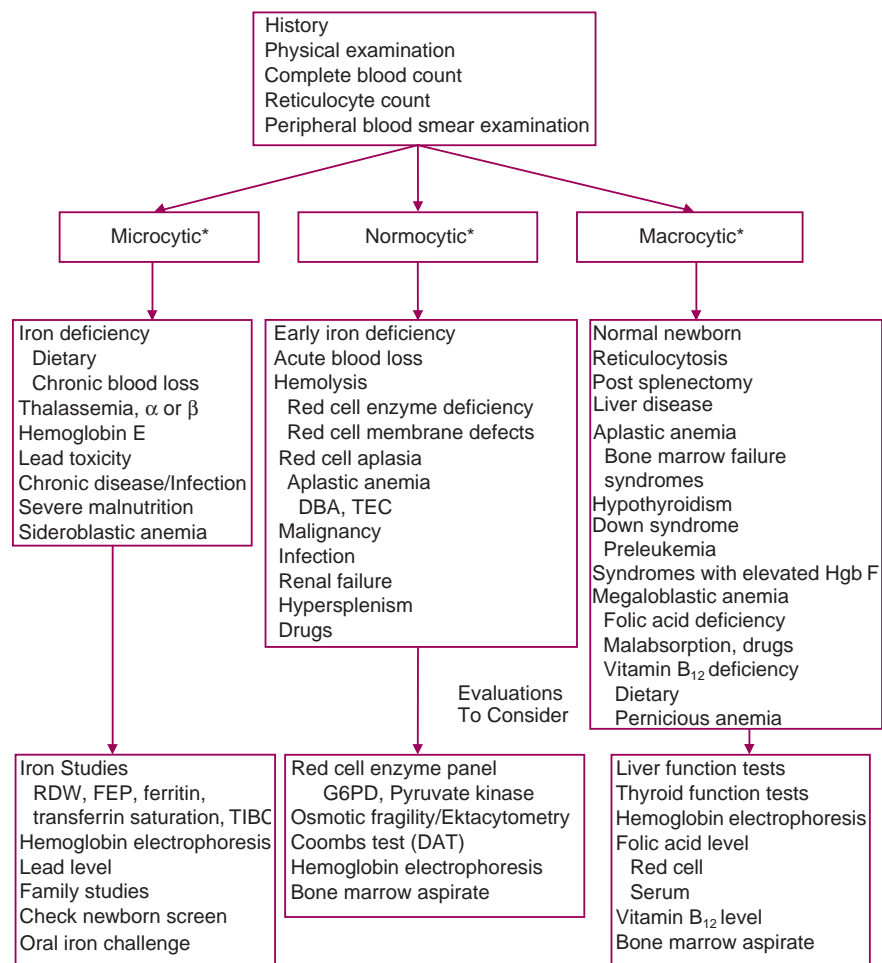 History
Physical examination
Complete blood count
Reticulocyte count
Peripheral blood smear examination
Microcytic*
Normocytic*
Macrocytic*
Iron deficiency
Dietary
Chronic blood loss
Thalassemia, α or β
Hemoglobin E
Lead toxicity
Chronic disease/Infection
Severe malnutrition
Sideroblastic anemia
Early iron deficiency
Acute blood loss
Hemolysis
Red cell enzyme deficiency
Red cell membrane defects
Red cell aplasia
Aplastic anemia
DBA, TEC
Malignancy
Infection
Renal failure
Hypersplenism
Drugs
Normal newborn
Reticulocytosis
Post splenectomy
Liver disease
Aplastic anemia
Bone marrow failure
syndromes
Hypothyroidism
Down syndrome
Preleukemia
Syndromes with elevated Hgb F
Megaloblastic anemia
Folic acid deficiency
Malabsorption, drugs
Vitamin B₁₂ deficiency
Dietary
Pernicious anemia
Evaluations
To Consider
Iron Studies
RDW, FEP, ferritin,
transferrin saturation, TIBC
Hemoglobin electrophoresis
Lead level
Family studies
Check newborn screen
Oral iron challenge
Red cell enzyme panel
G6PD, Pyruvate kinase
Osmotic fragility/Ektacytometry
Coombs test (DAT)
Hemoglobin electrophoresis
Bone marrow aspirate
Liver function tests
Thyroid function tests
Hemoglobin electrophoresis
Folic acid level
Red cell
Serum
Vitamin B₁₂ level
Bone marrow aspirate